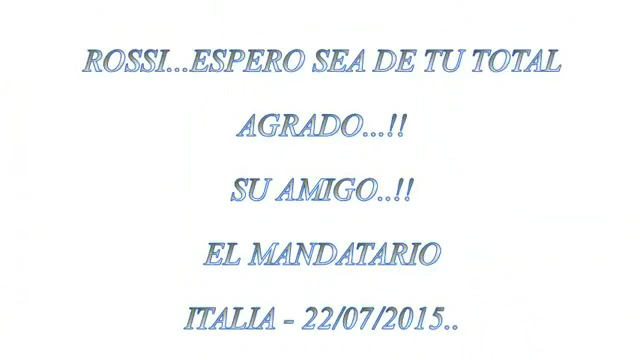 ROSSI...ESPERO SEA DE TU TOTAL
AGRADO...!!
SU AMIGO..!!
EL MANDATARIO
ITALIA - 22/07/2015..